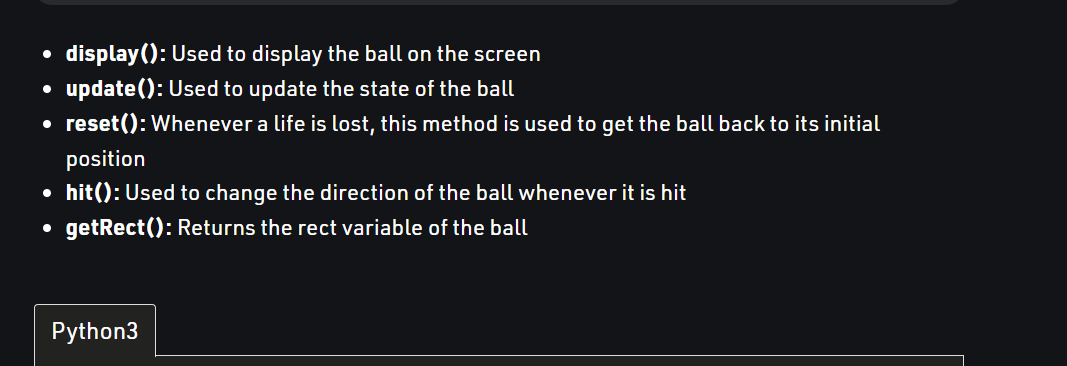 • display(): Used to display the ball on the screen
• update(): Used to update the state of the ball
• reset(): Whenever a life is lost, this method is used to get the ball back to its initial
position
• hit(): Used to change the direction of the ball whenever it is hit
• getRect(): Returns the rect variable of the ball
Python3